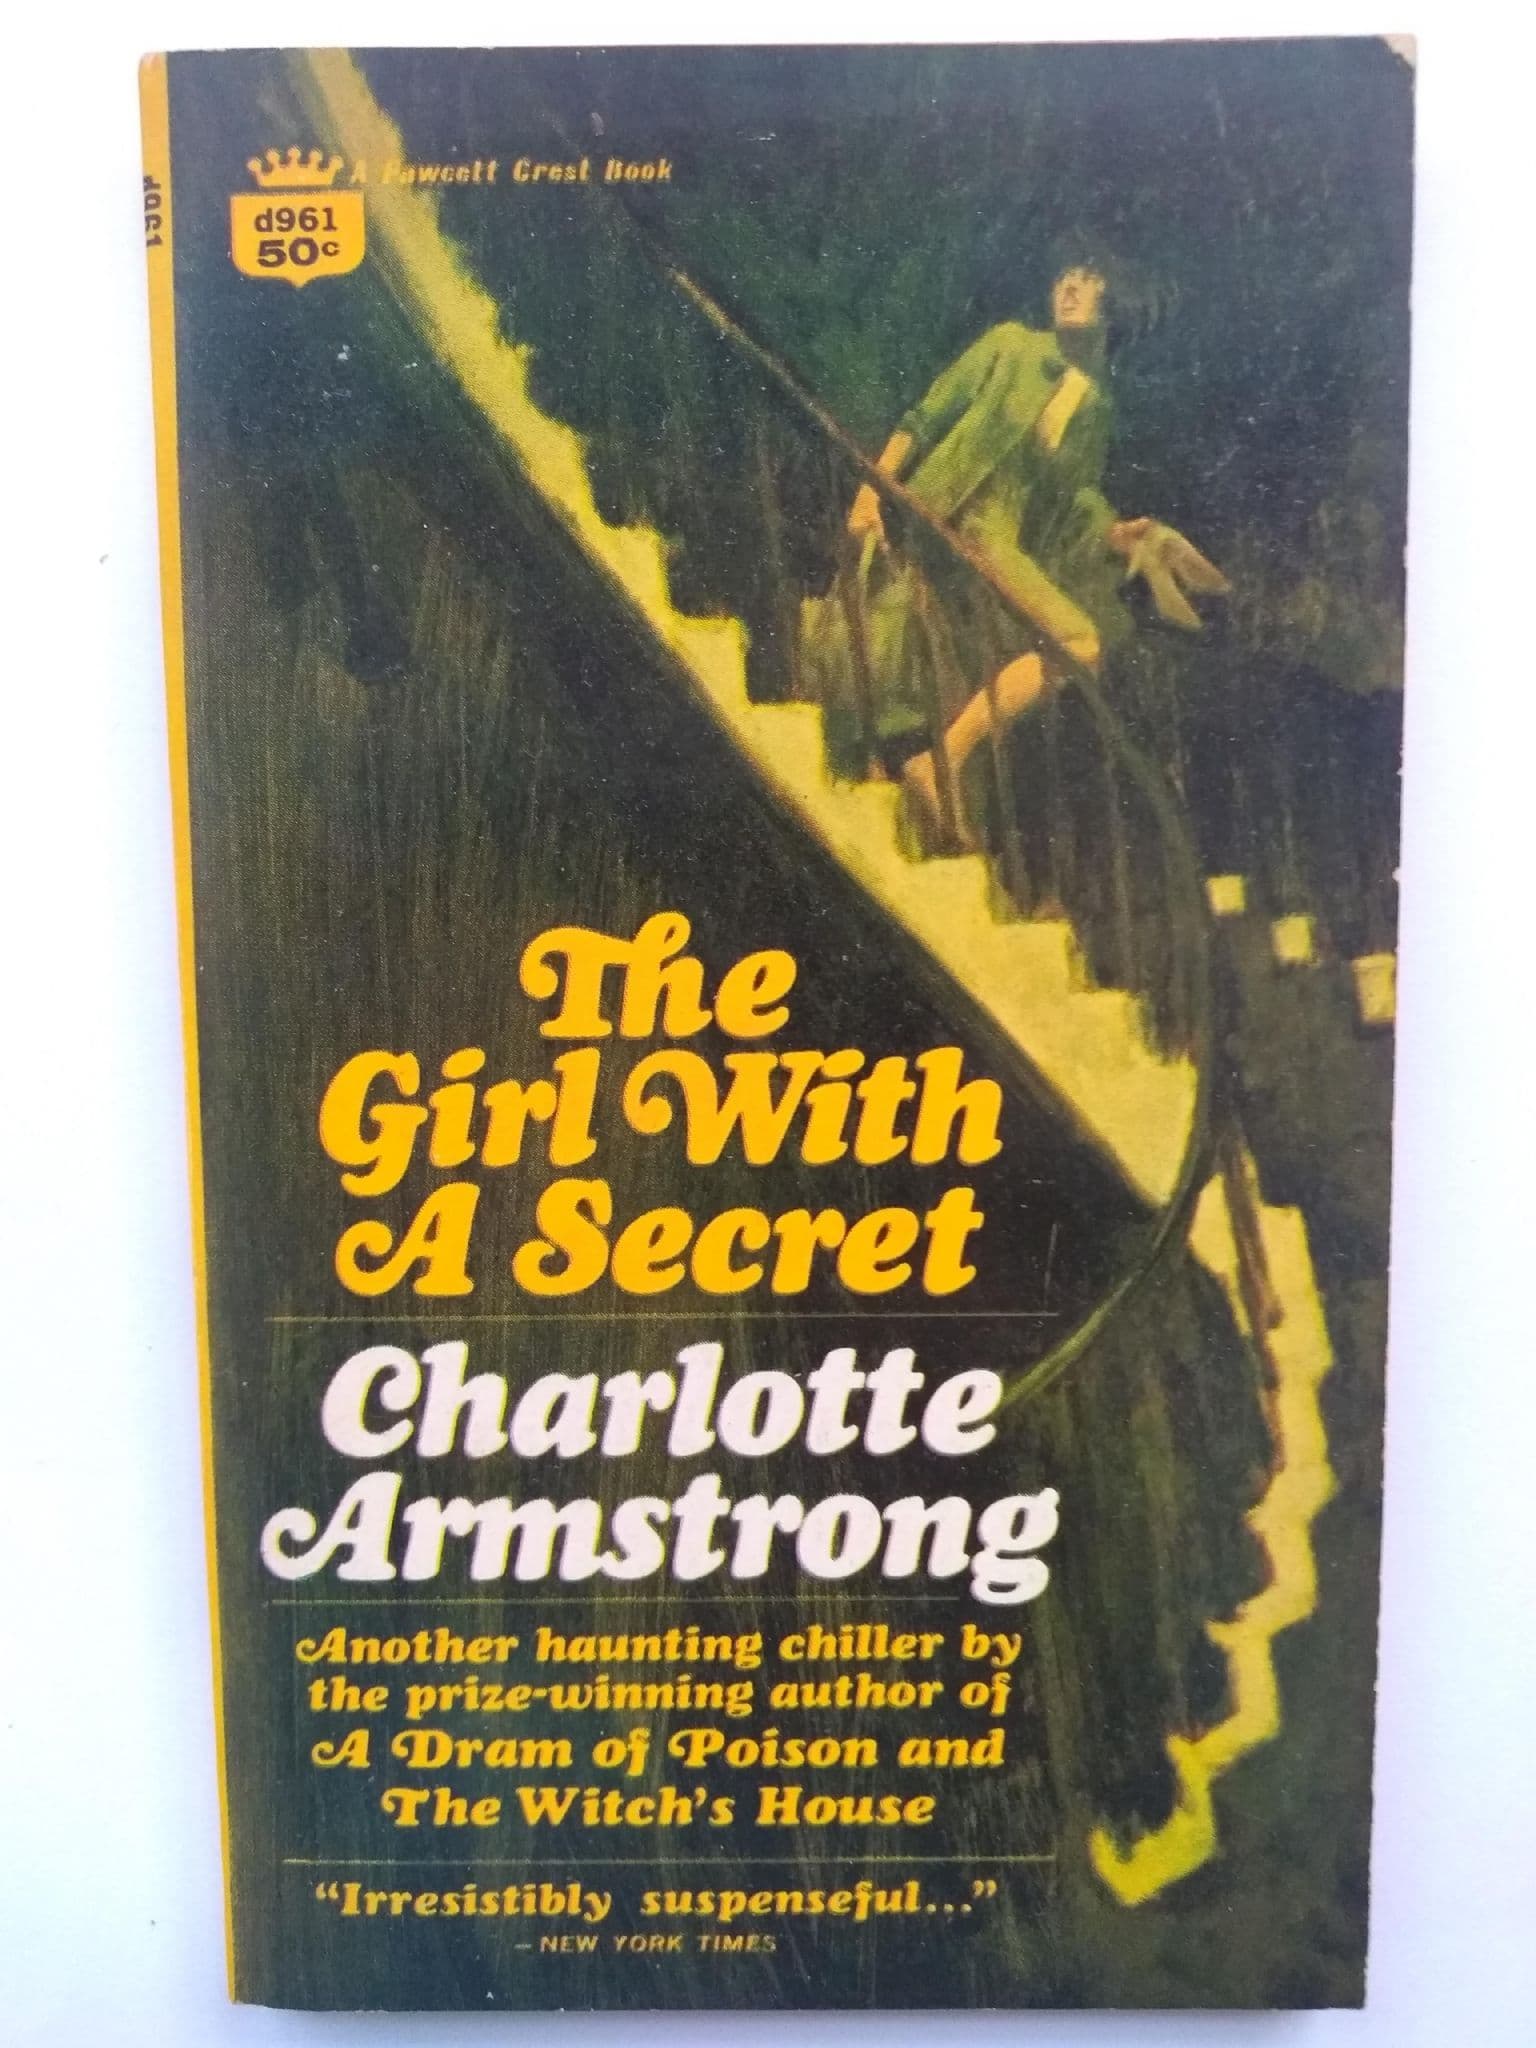 A Fawcett Crest Book
d961
50c
d961
The
Girl With
A Secret
Charlotte
Armstrong
Another haunting chiller by
the prize-winning author of
A Dram of Poison and
The Witch's House
“Irresistibly suspenseful...”
– NEW YORK TIMES